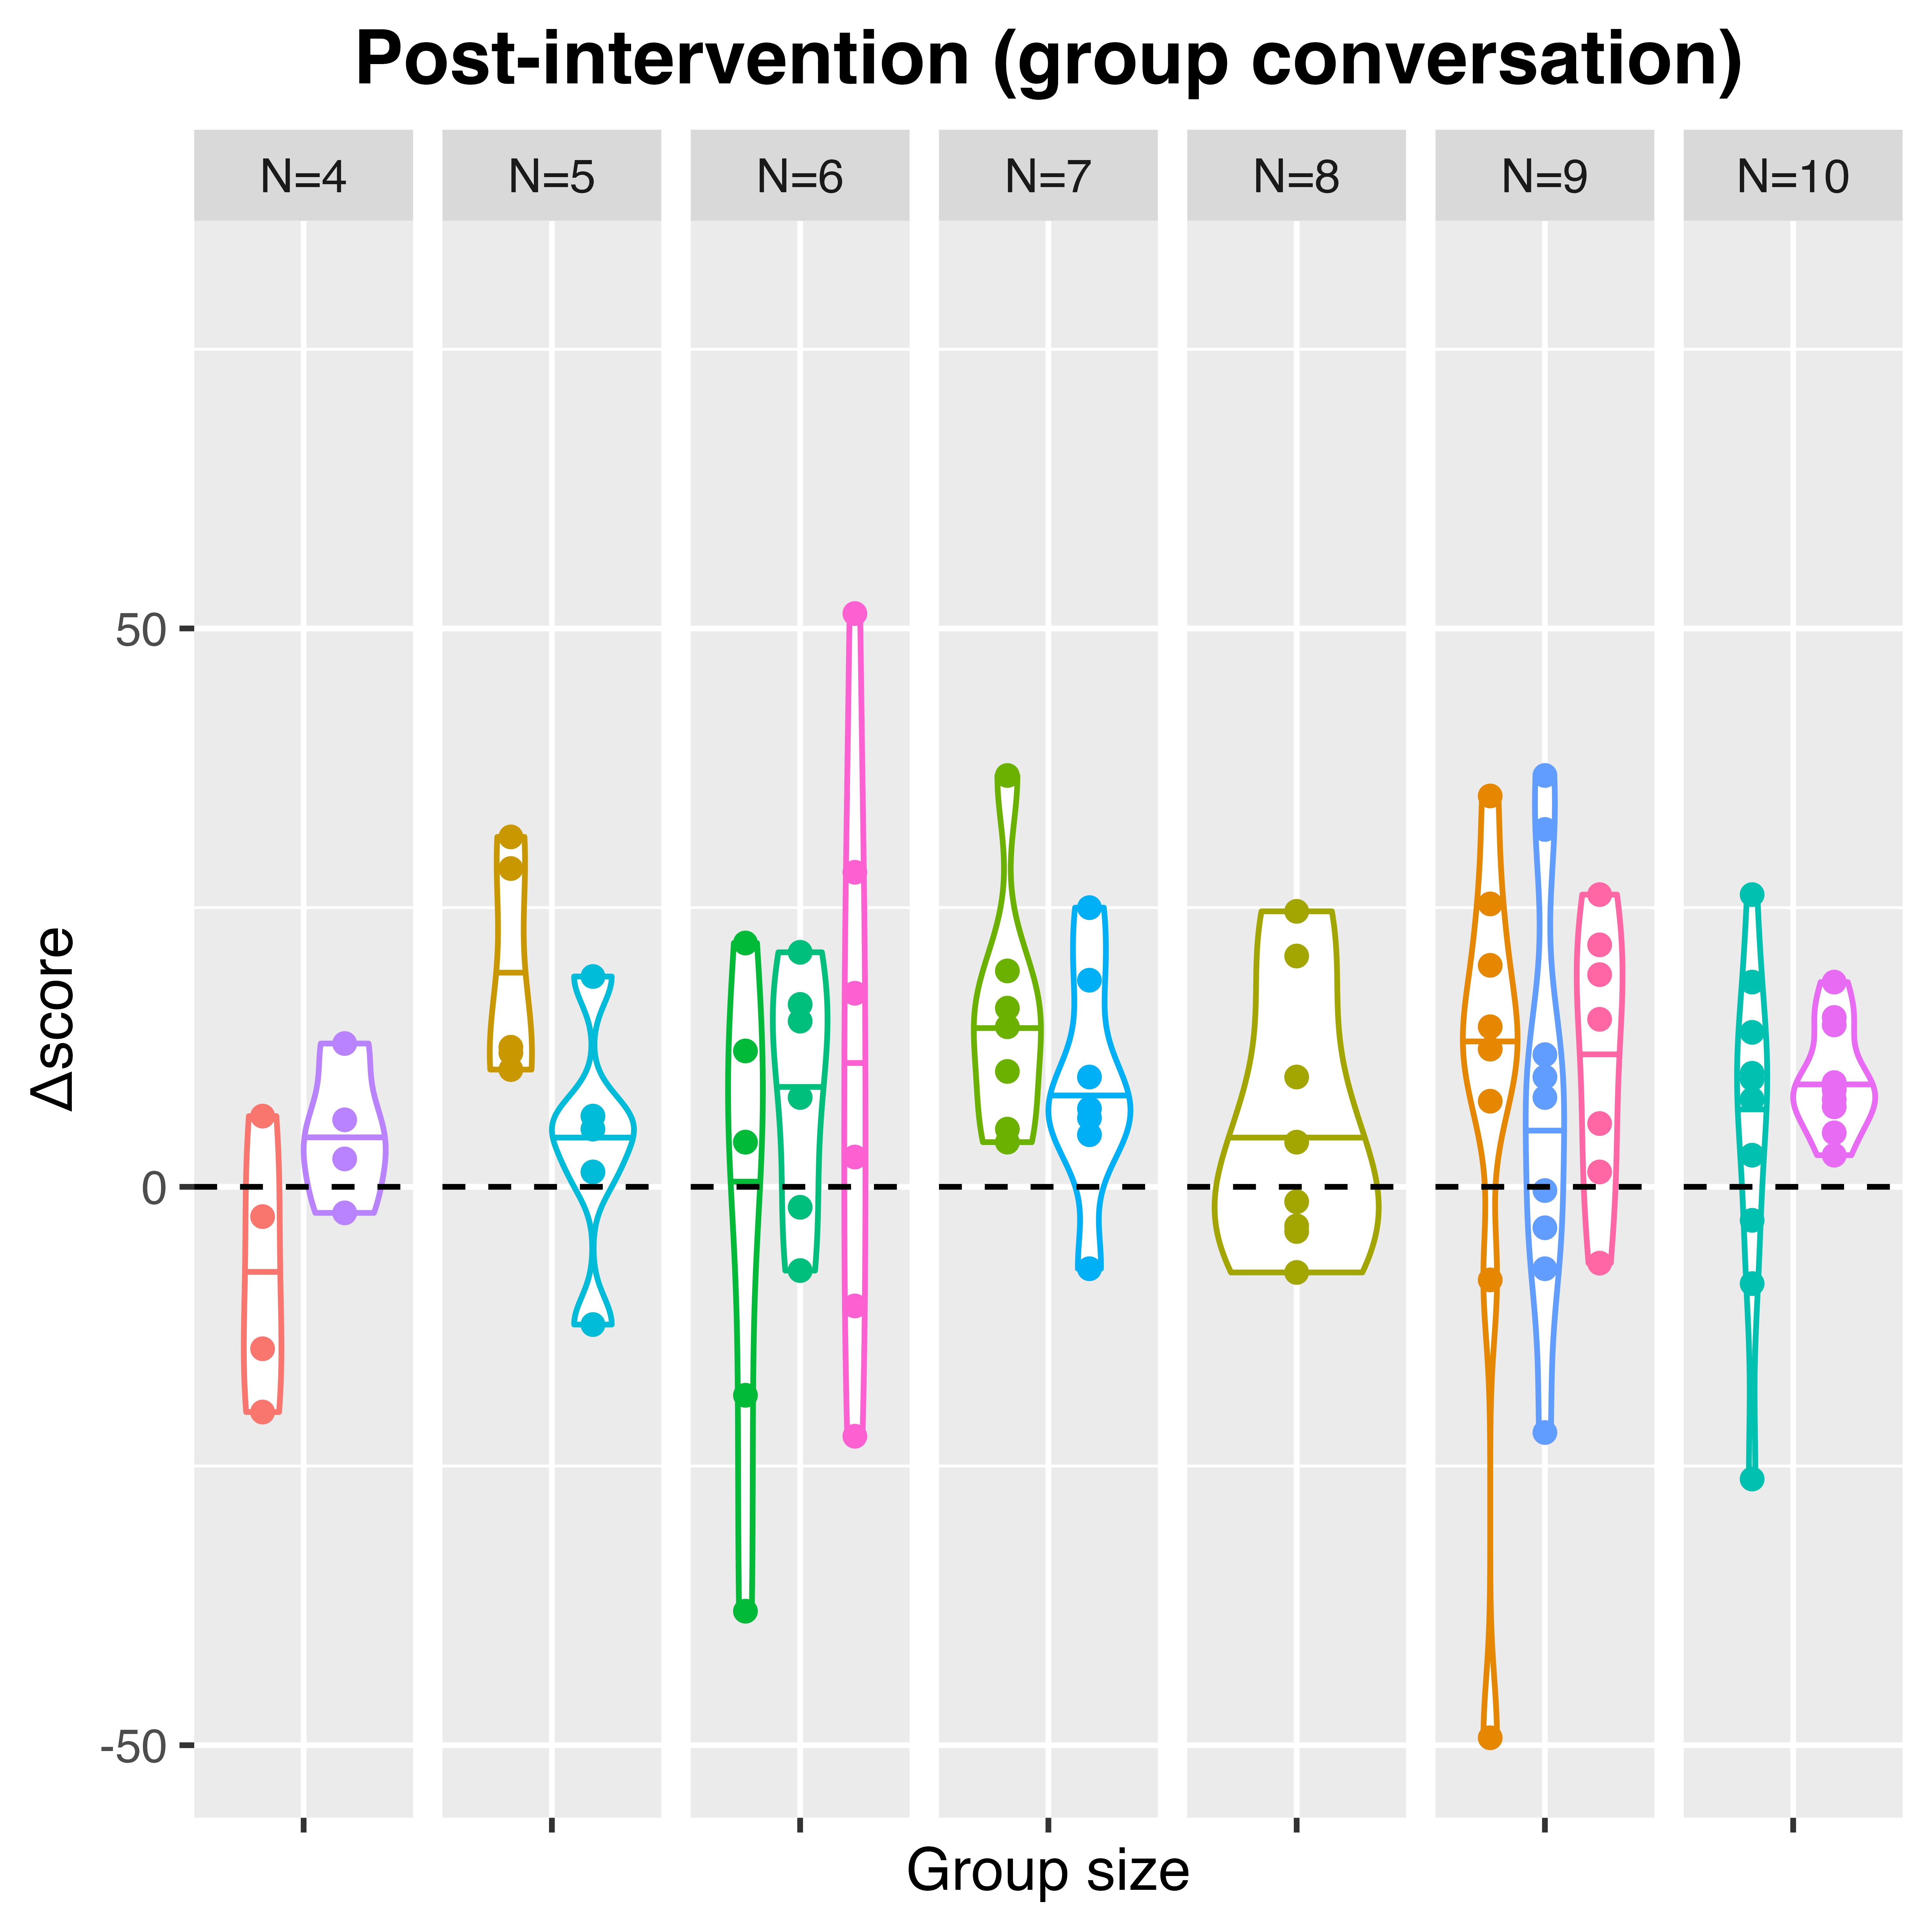 Post-intervention (group conversation)
N=4 N=5 N=6 N=7 N=8 N=9 N=10
50
0
-50
Δscore
Group size